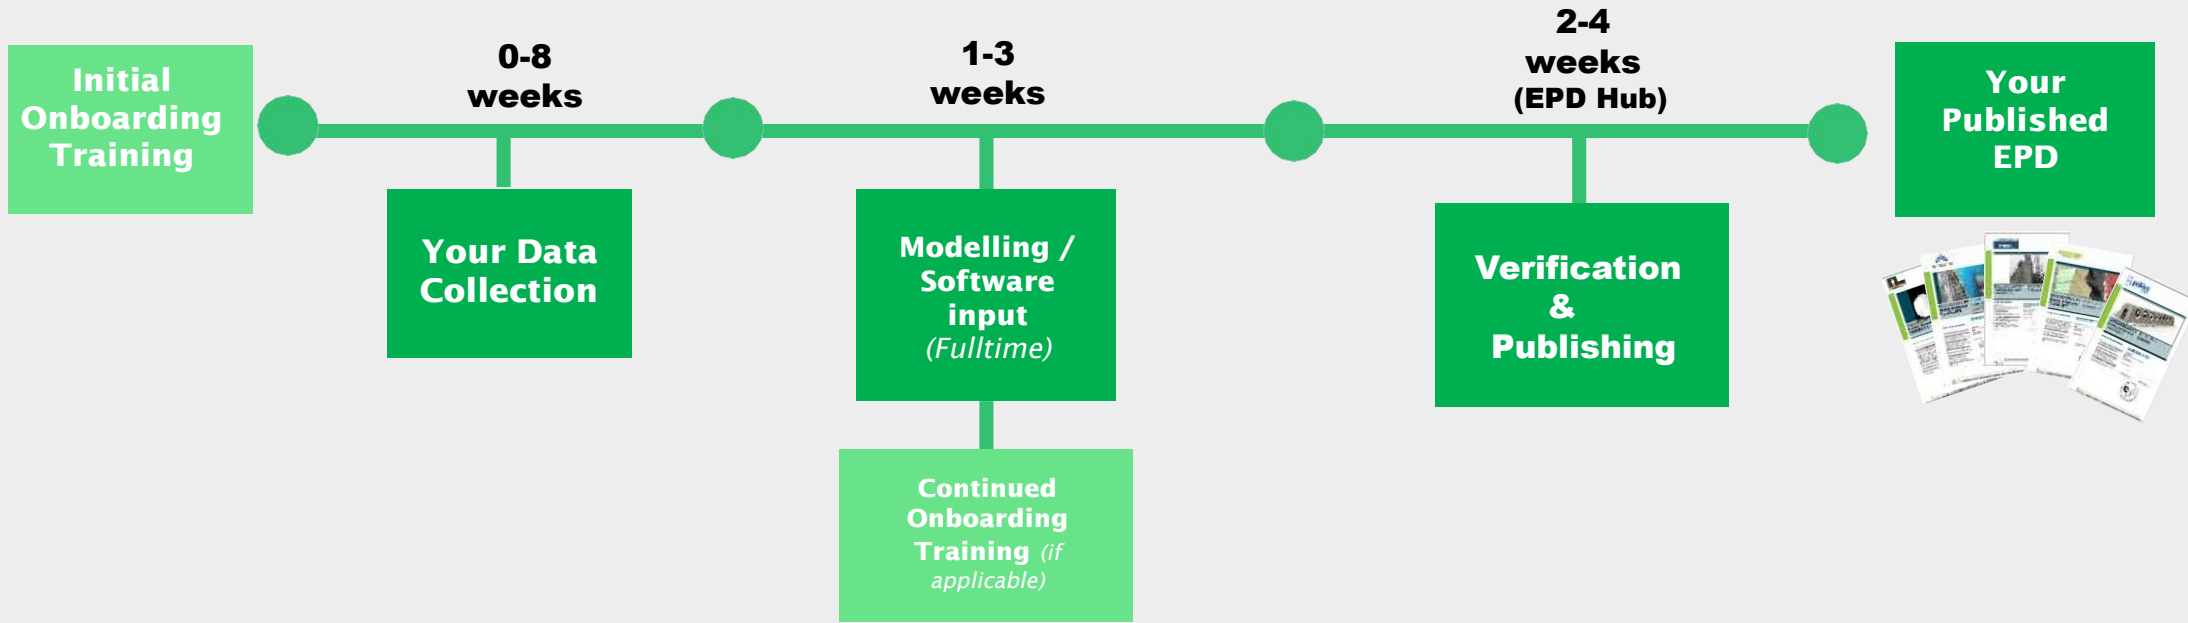 Initial
Onboarding
Training
0-8
weeks
Your Data
Collection
1-3
weeks
Modelling /
Software
input
(Fulltime)
Continued
Onboarding
Training (if
applicable)
2-4
weeks
(EPD Hub)
Verification
&
Publishing
Your
Published
EPD